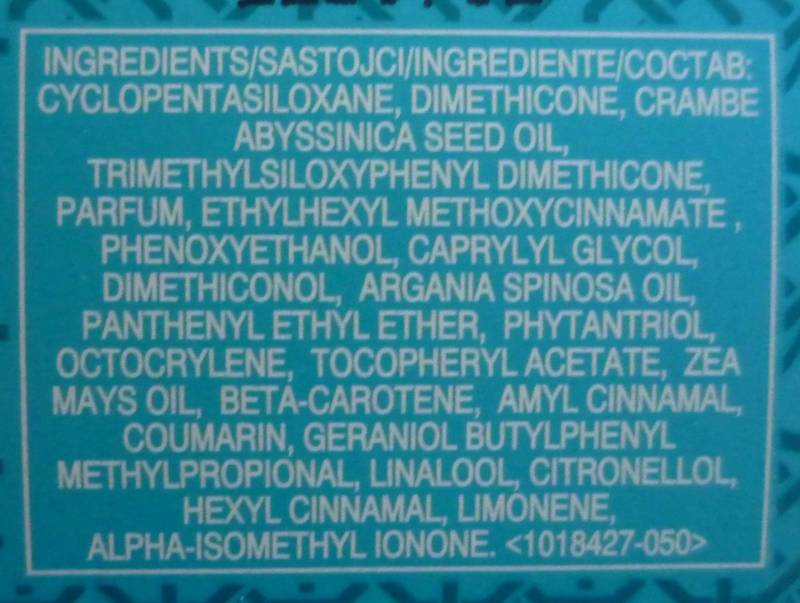 INGREDIENTS/SASTOJCI/INGREDIENTE/СОСТАВ:
CYCLOPENTASILOXANE, DIMETHICONE, CRAMBE
ABYSSINICA SEED OIL,
TRIMETHYLSILOXYPHENYL DIMETHICONE,
PARFUM, ETHYLHEXYL METHOXYCINNAMATE ,
PHENOXYETHANOL, CAPRYLYL GLYCOL,
DIMETHICONOL, ARGANIA SPINOSA OIL,
PANTHENYL ETHYL ETHER, PHYTANTRIOL,
OCTOCRYLENE, TOCOPHERYL ACETATE, ZEA
MAYS OIL, BETA-CAROTENE, AMYL CINNAMAL,
COUMARIN, GERANIOL BUTYLPHENYL
METHYLPROPIONAL, LINALOOL, CITRONELLOL,
HEXYL CINNAMAL, LIMONENE,
ALPHA-ISOMETHYL IONONE. <1018427-050>